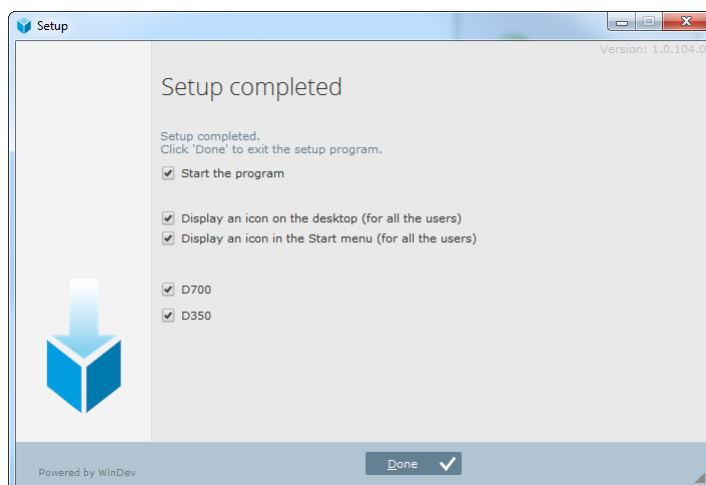 Setup
Version: 1.0.104.0
Setup completed
Setup completed.
Click 'Done' to exit the setup program.
Start the program
Display an icon on the desktop (for all the users)
Display an icon in the Start menu (for all the users)
D700
D350
Done
Powered by WinDev